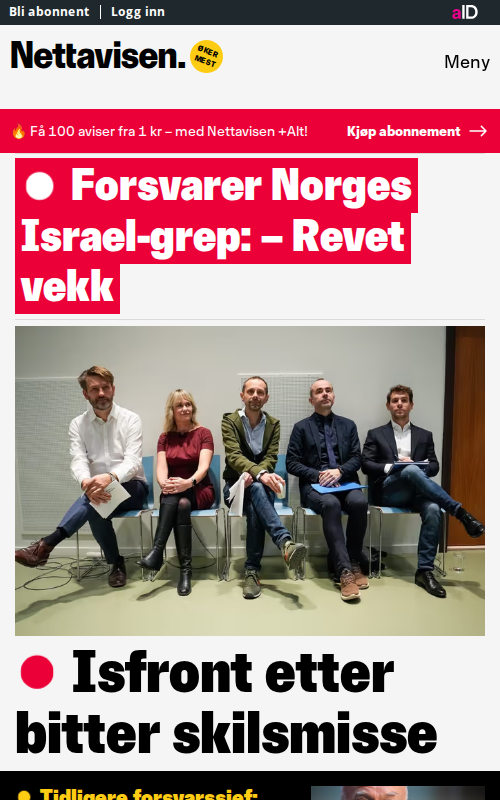 Bli abonnent | Logg inn
aID
Nettavisen.
ØKER
MEST
Meny
🔥 Få 100 aviser fra 1 kr – med Nettavisen +Alt!
Kjøp abonnement →
Forsvarer Norges
Israel-grep: – Revet
vekk
Isfront etter
bitter skilsmisse
Tidligere forsvarssjef: